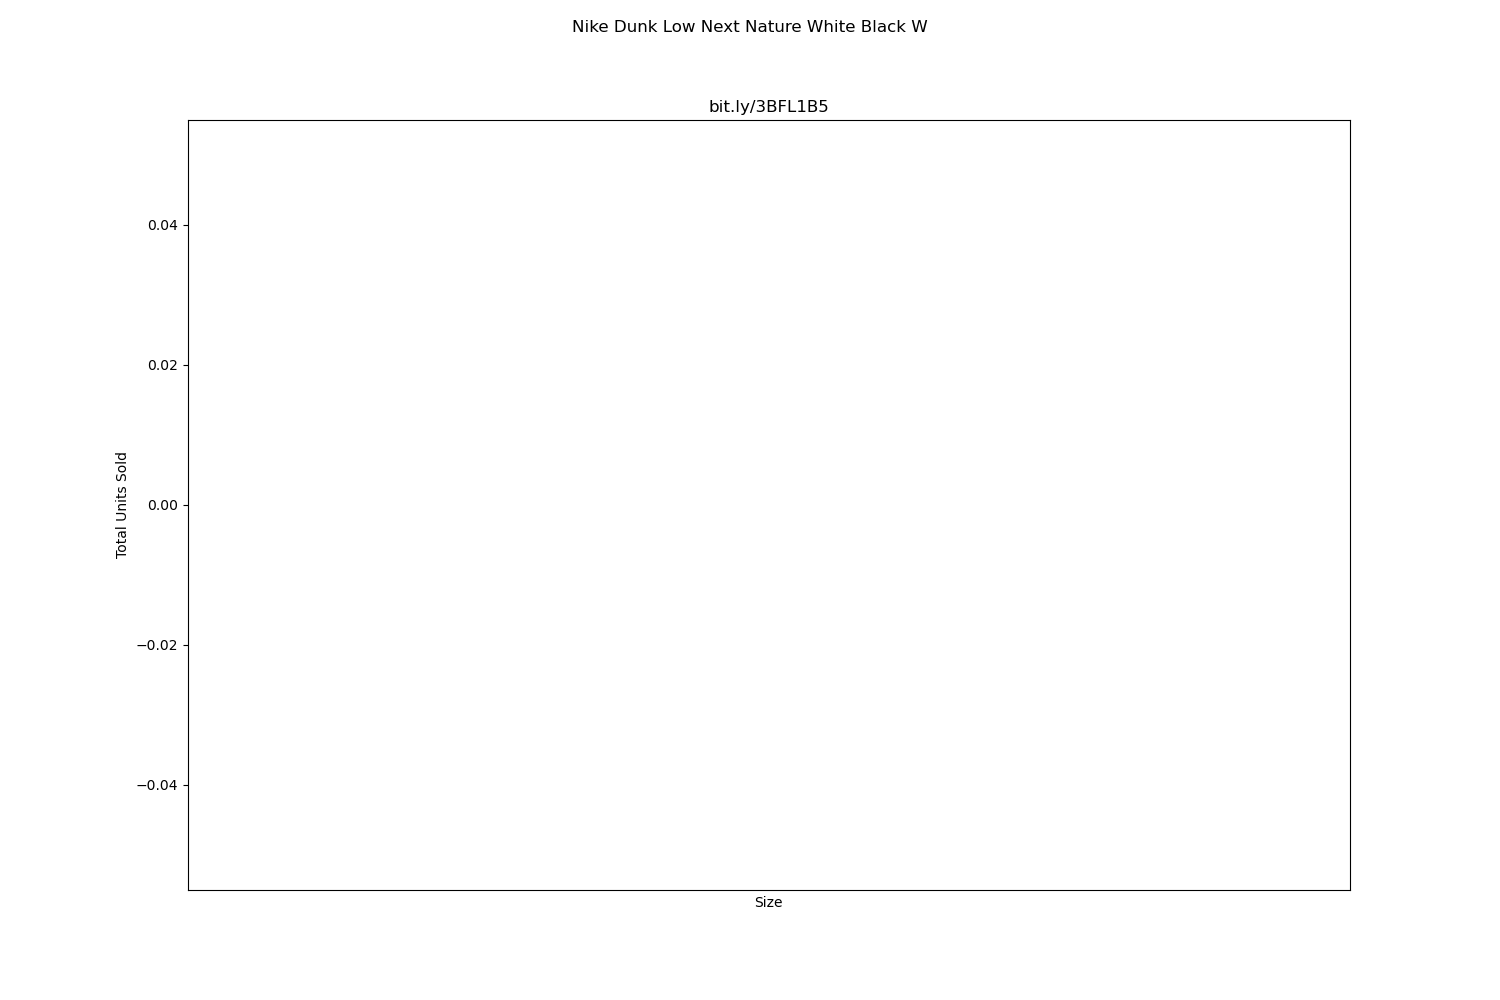 Nike Dunk Low Next Nature White Black W
bit.ly/3BFL1B5
0.04
0.02
0.00
−0.02
−0.04
Total Units Sold
Size